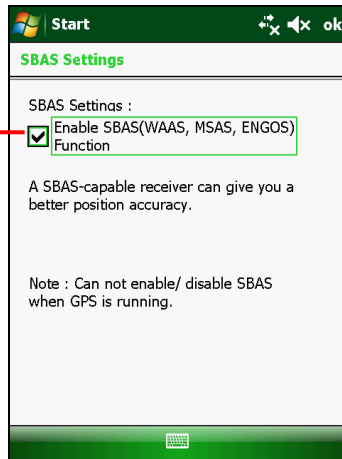 Start
ok
SBAS Settings
SBAS Settings :
Enable SBAS(WAAS, MSAS, ENGOS)
Function
A SBAS-capable receiver can give you a
better position accuracy.
Note : Can not enable/ disable SBAS
when GPS is running.